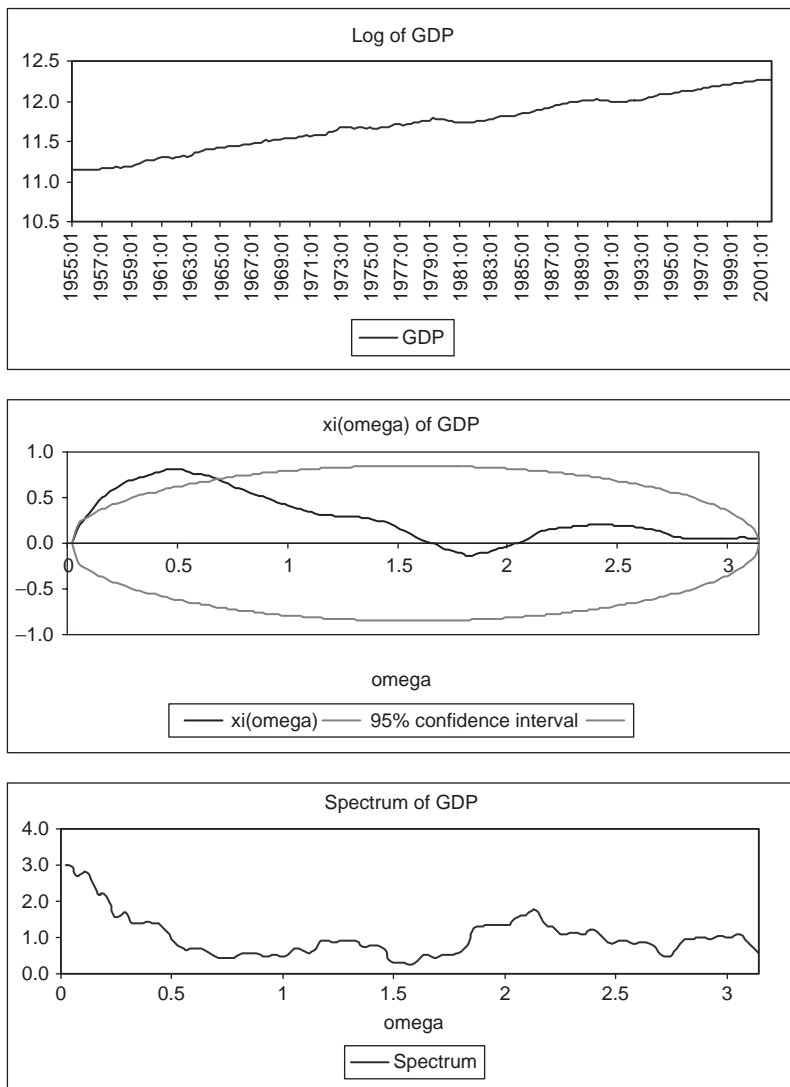 Log of GDP
12.5
12.0
11.5
11.0
10.5
1955:01 1957:01 1959:01 1961:01 1963:01 1965:01 1967:01 1969:01 1971:01 1973:01 1975:01 1977:01 1979:01 1981:01 1983:01 1985:01 1987:01 1989:01 1991:01 1993:01 1995:01 1997:01 1999:01 2001:01
GDP
xi(omega) of GDP
1.0
0.5
0.0
0 0.5 1 1.5 2 2.5 3
−0.5
−1.0
omega
xi(omega) 95% confidence interval
Spectrum of GDP
4.0
3.0
2.0
1.0
0.0
0 0.5 1 1.5 2 2.5 3
omega
Spectrum